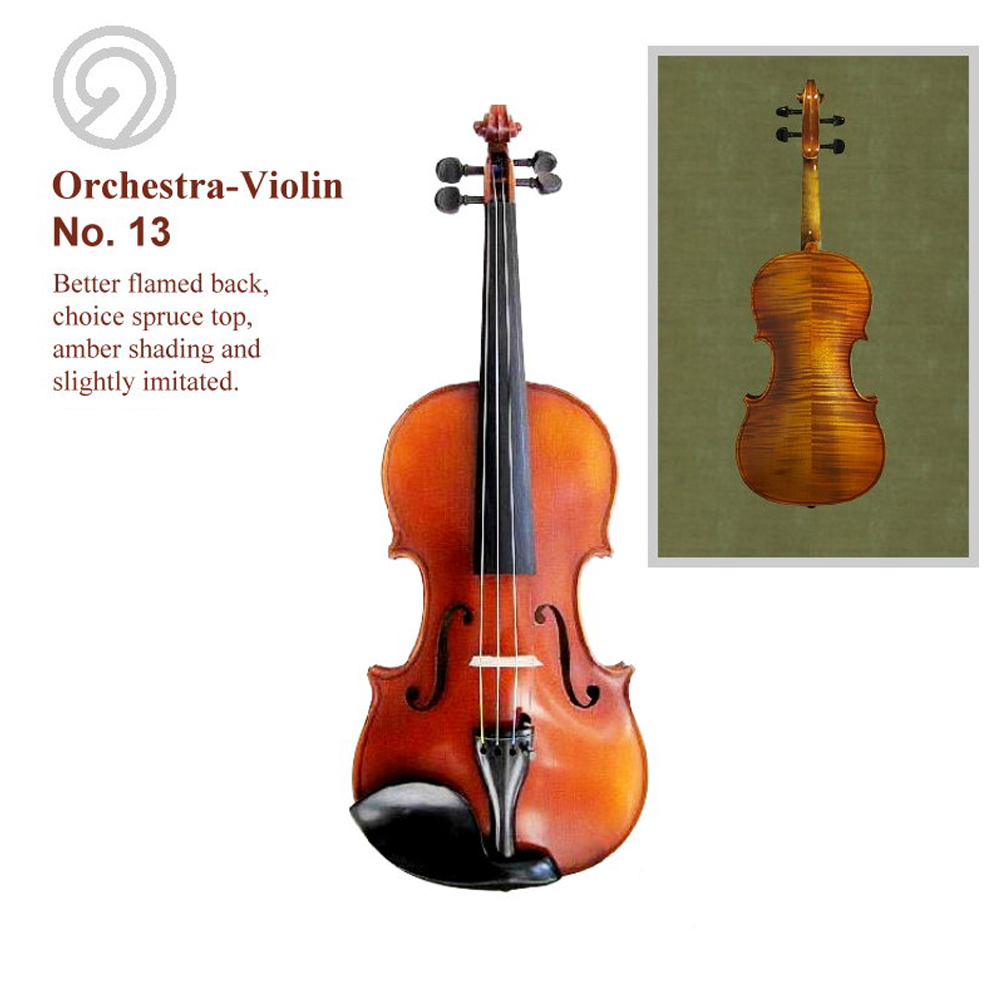 Orchestra-Violin
No. 13
Better flamed back,
choice spruce top,
amber shading and
slightly imitated.